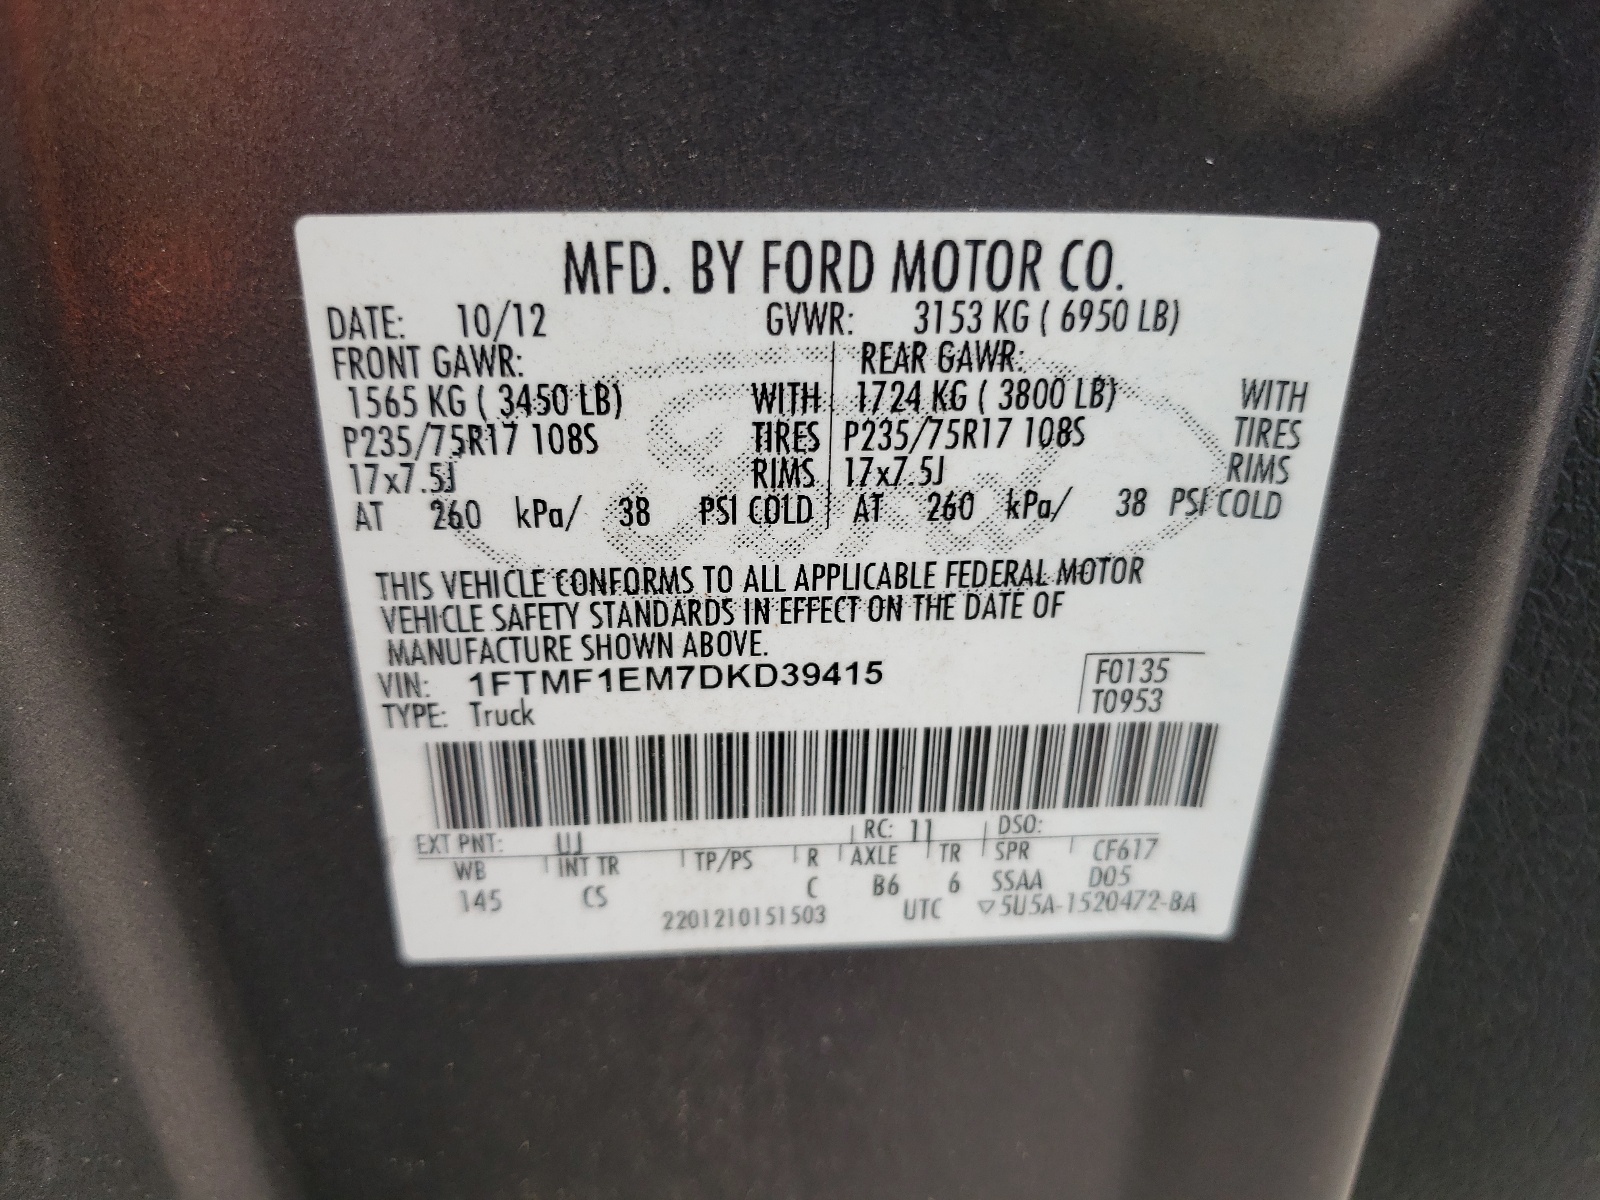 MFD. BY FORD MOTOR CO.
DATE: 10/12 GVWR: 3153 KG ( 6950 LB)
FRONT GAWR: REAR GAWR:
1565 KG ( 3450 LB) WITH 1724 KG ( 3800 LB) WITH
P235/75R17 108S TIRES P235/75R17 108S TIRES
17x7.5J RIMS 17x7.5J RIMS
AT 260 kPa/ 38 PSI COLD AT 260 kPa/ 38 PSI COLD
THIS VEHICLE CONFORMS TO ALL APPLICABLE FEDERAL MOTOR
VEHICLE SAFETY STANDARDS IN EFFECT ON THE DATE OF
MANUFACTURE SHOWN ABOVE.
VIN: 1FTMF1EM7DKD39415 F0135
TYPE: Truck T0953
EXT PNT: UJ RC: 11 DSO:
WB INT TR TP/PS R AXLE TR SPR CF617
145 CS C B6 6 SSAA D05
2201210151503 UTC ▽5U5A-1520472-BA